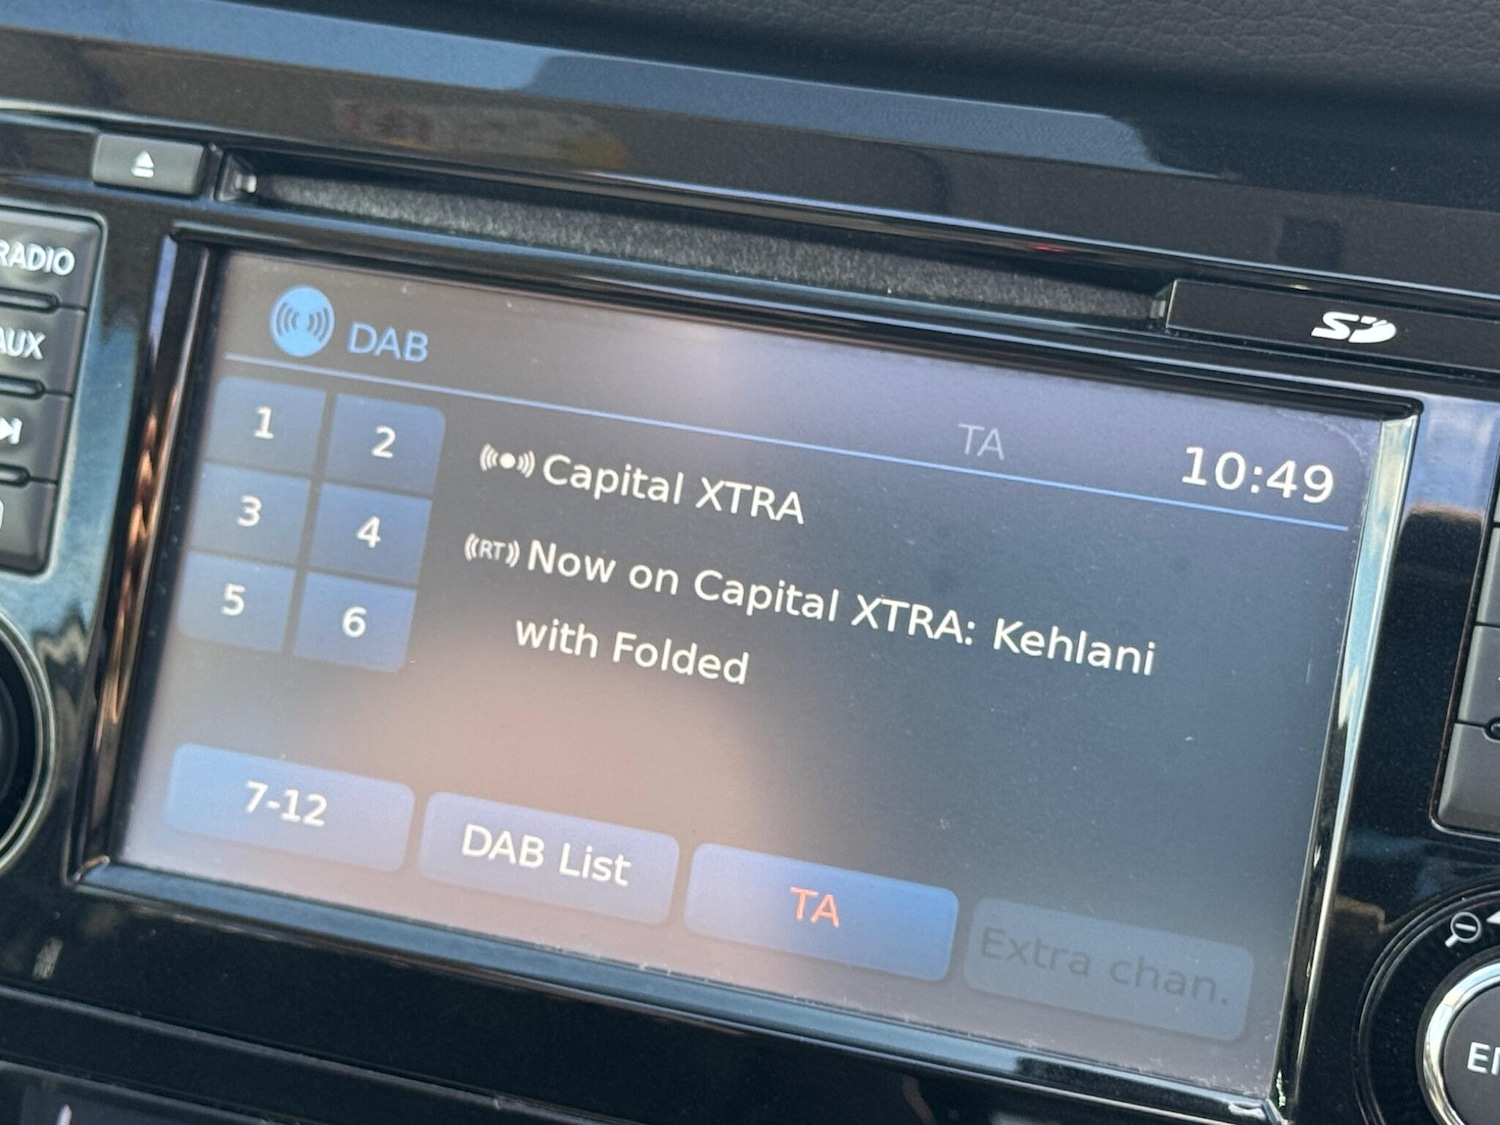 RADIO
AUX
SD
DAB
TA
10:49
1
2
Capital XTRA
3
4
RT
Now on Capital XTRA: Kehlani
with Folded
5
6
7-12
DAB List
TA
Extra chan.